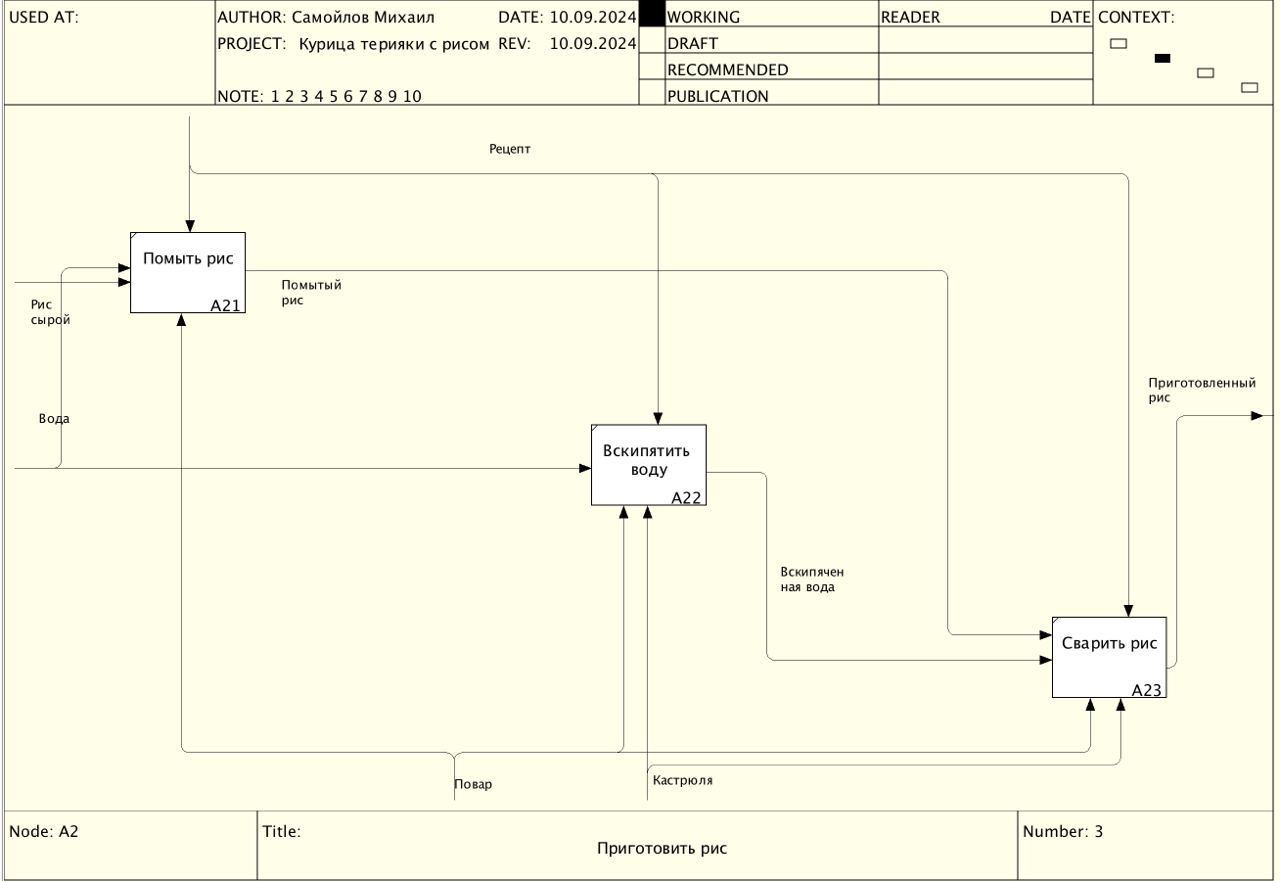 USED AT:
AUTHOR: Самойлов Михаил
DATE: 10.09.2024
WORKING
READER
DATE
CONTEXT:
PROJECT: Курица терияки с рисом
REV: 10.09.2024
DRAFT
RECOMMENDED
NOTE: 1 2 3 4 5 6 7 8 9 10
PUBLICATION
Рецепт
Помыть рис
A21
Помытый
рис
Рис
сырой
Вода
Приготовленный
рис
Вскипятить
воду
A22
Вскипячен
ная вода
Сварить рис
A23
Повар
Кастрюля
Node: A2
Title:
Приготовить рис
Number: 3